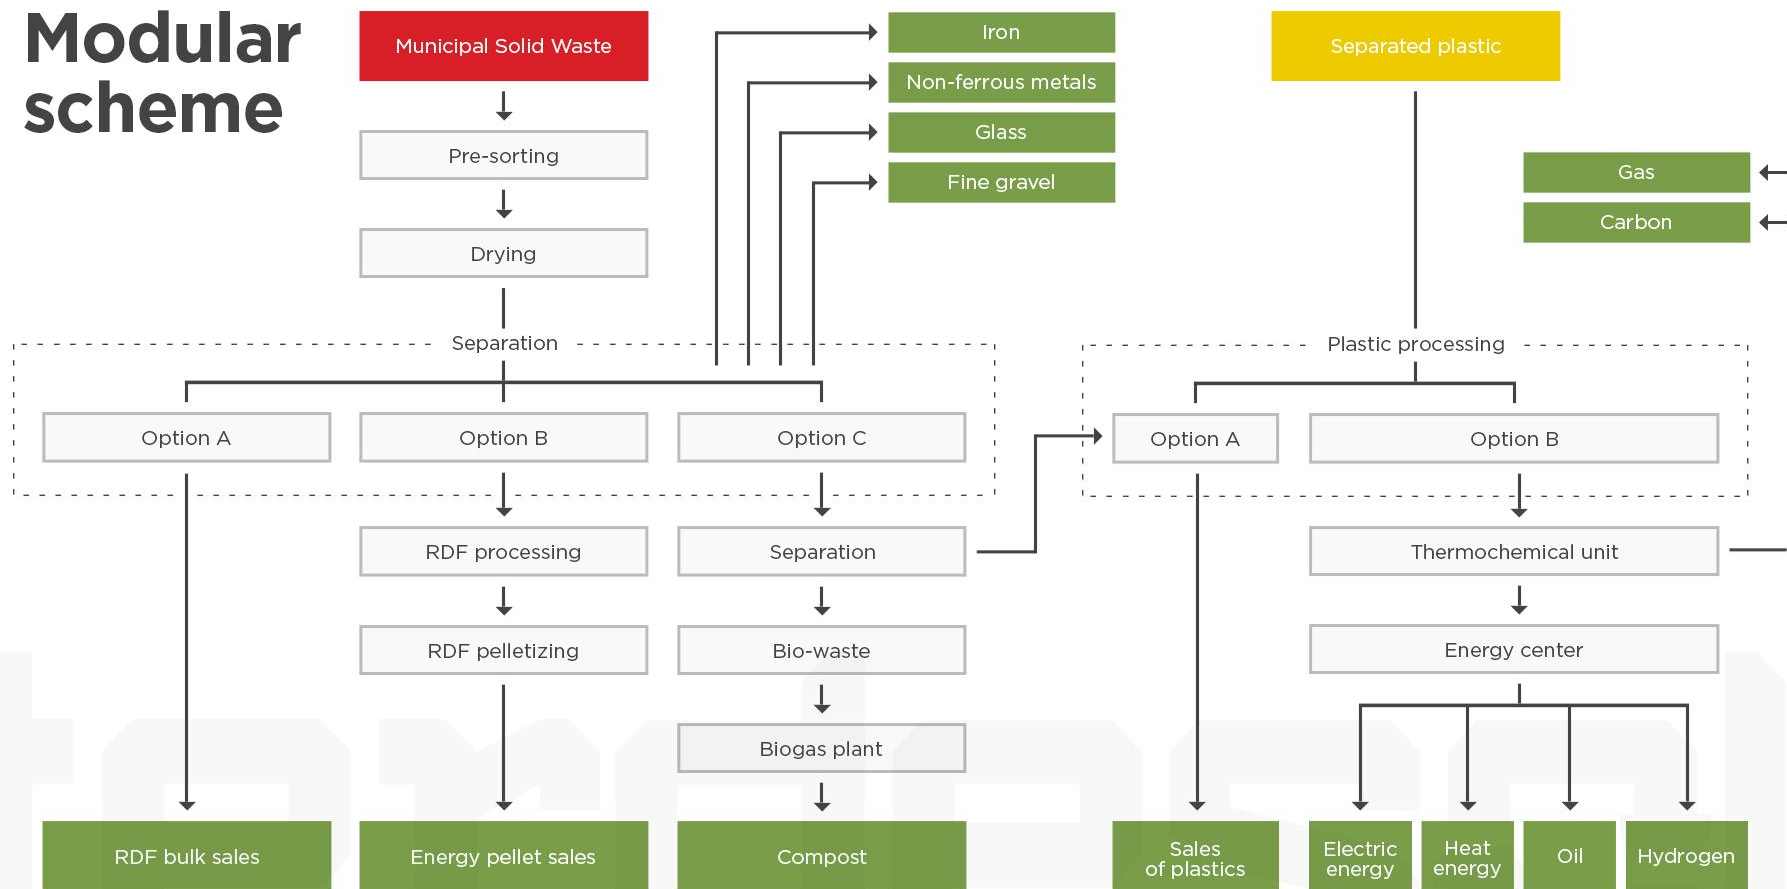 Modular
scheme
Municipal Solid Waste
Pre-sorting
Drying
Iron
Non-ferrous metals
Glass
Fine gravel
Separated plastic
Gas
Carbon
Separation
Option A
Option B
Option C
RDF processing
Separation
RDF pelletizing
Bio-waste
Biogas plant
RDF bulk sales
Energy pellet sales
Compost
Plastic processing
Option A
Option B
Thermochemical unit
Energy center
Sales
of plastics
Electric
energy
Heat
energy
Oil
Hydrogen